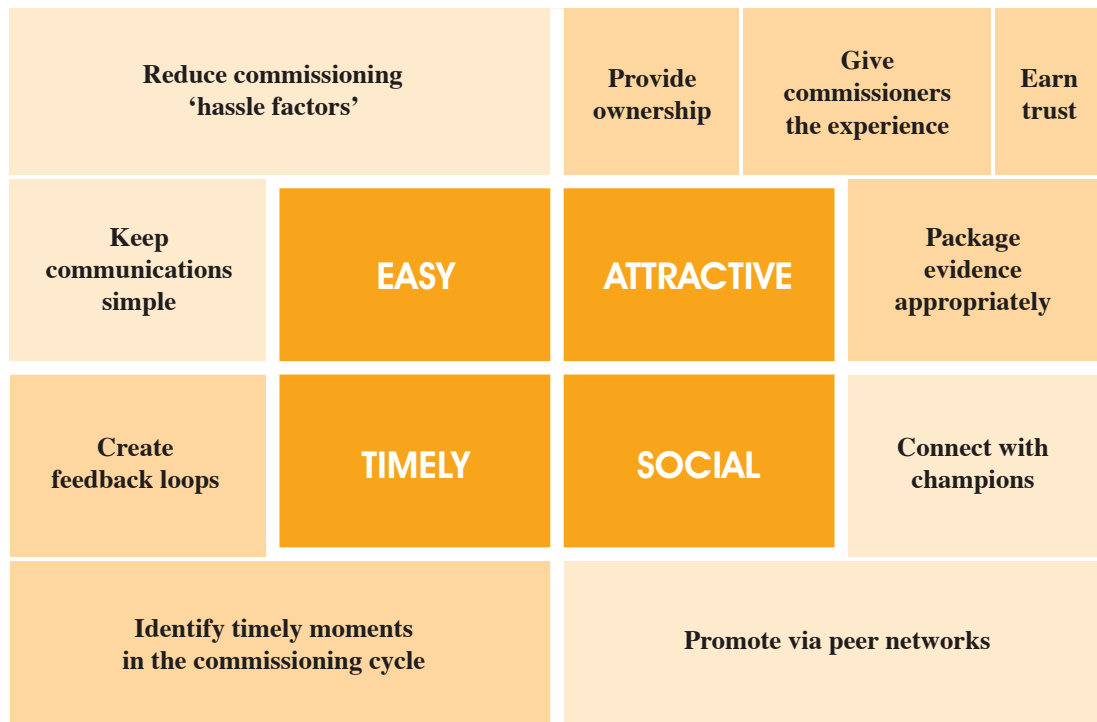 Reduce commissioning
‘hassle factors’
Provide
ownership
Give
commissioners
the experience
Earn
trust
Keep
communications
simple
EASY
ATTRACTIVE
Package
evidence
appropriately
Create
feedback loops
TIMELY
SOCIAL
Connect with
champions
Identify timely moments
in the commissioning cycle
Promote via peer networks